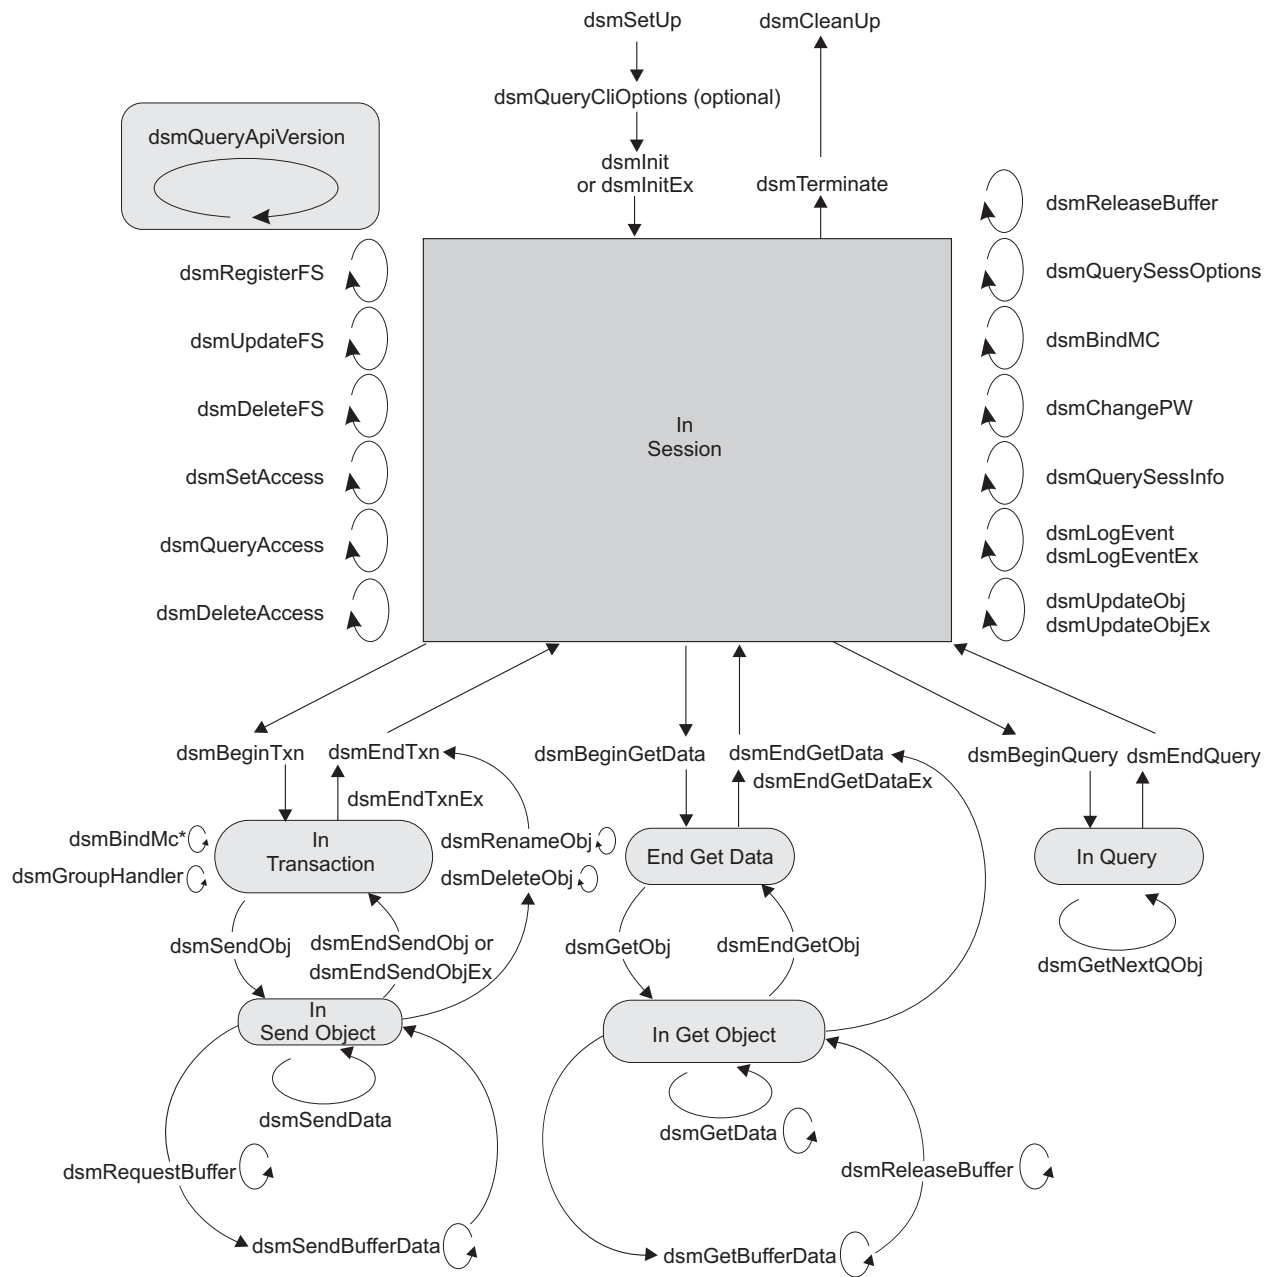 dsmSetUp
dsmCleanUp
dsmQueryCliOptions (optional)
dsmQueryApiVersion
dsmInit
or dsmInitEx
dsmTerminate
dsmReleaseBuffer
dsmRegisterFS
dsmQuerySessOptions
dsmUpdateFS
dsmBindMC
dsmDeleteFS
dsmChangePW
In
Session
dsmSetAccess
dsmQuerySessInfo
dsmQueryAccess
dsmLogEvent
dsmLogEventEx
dsmDeleteAccess
dsmUpdateObj
dsmUpdateObjEx
dsmBeginTxn
dsmEndTxn
dsmBeginGetData
dsmEndGetData
dsmBeginQuery
dsmEndQuery
dsmEndGetDataEx
dsmEndTxnEx
dsmBindMc*
In
Transaction
dsmRenameObj
End Get Data
In Query
dsmGroupHandler
dsmDeleteObj
dsmSendObj
dsmEndSendObj or
dsmEndSendObjEx
dsmGetObj
dsmEndGetObj
dsmGetNextQObj
In
Send Object
In Get Object
dsmSendData
dsmGetData
dsmRequestBuffer
dsmReleaseBuffer
dsmSendBufferData
dsmGetBufferData